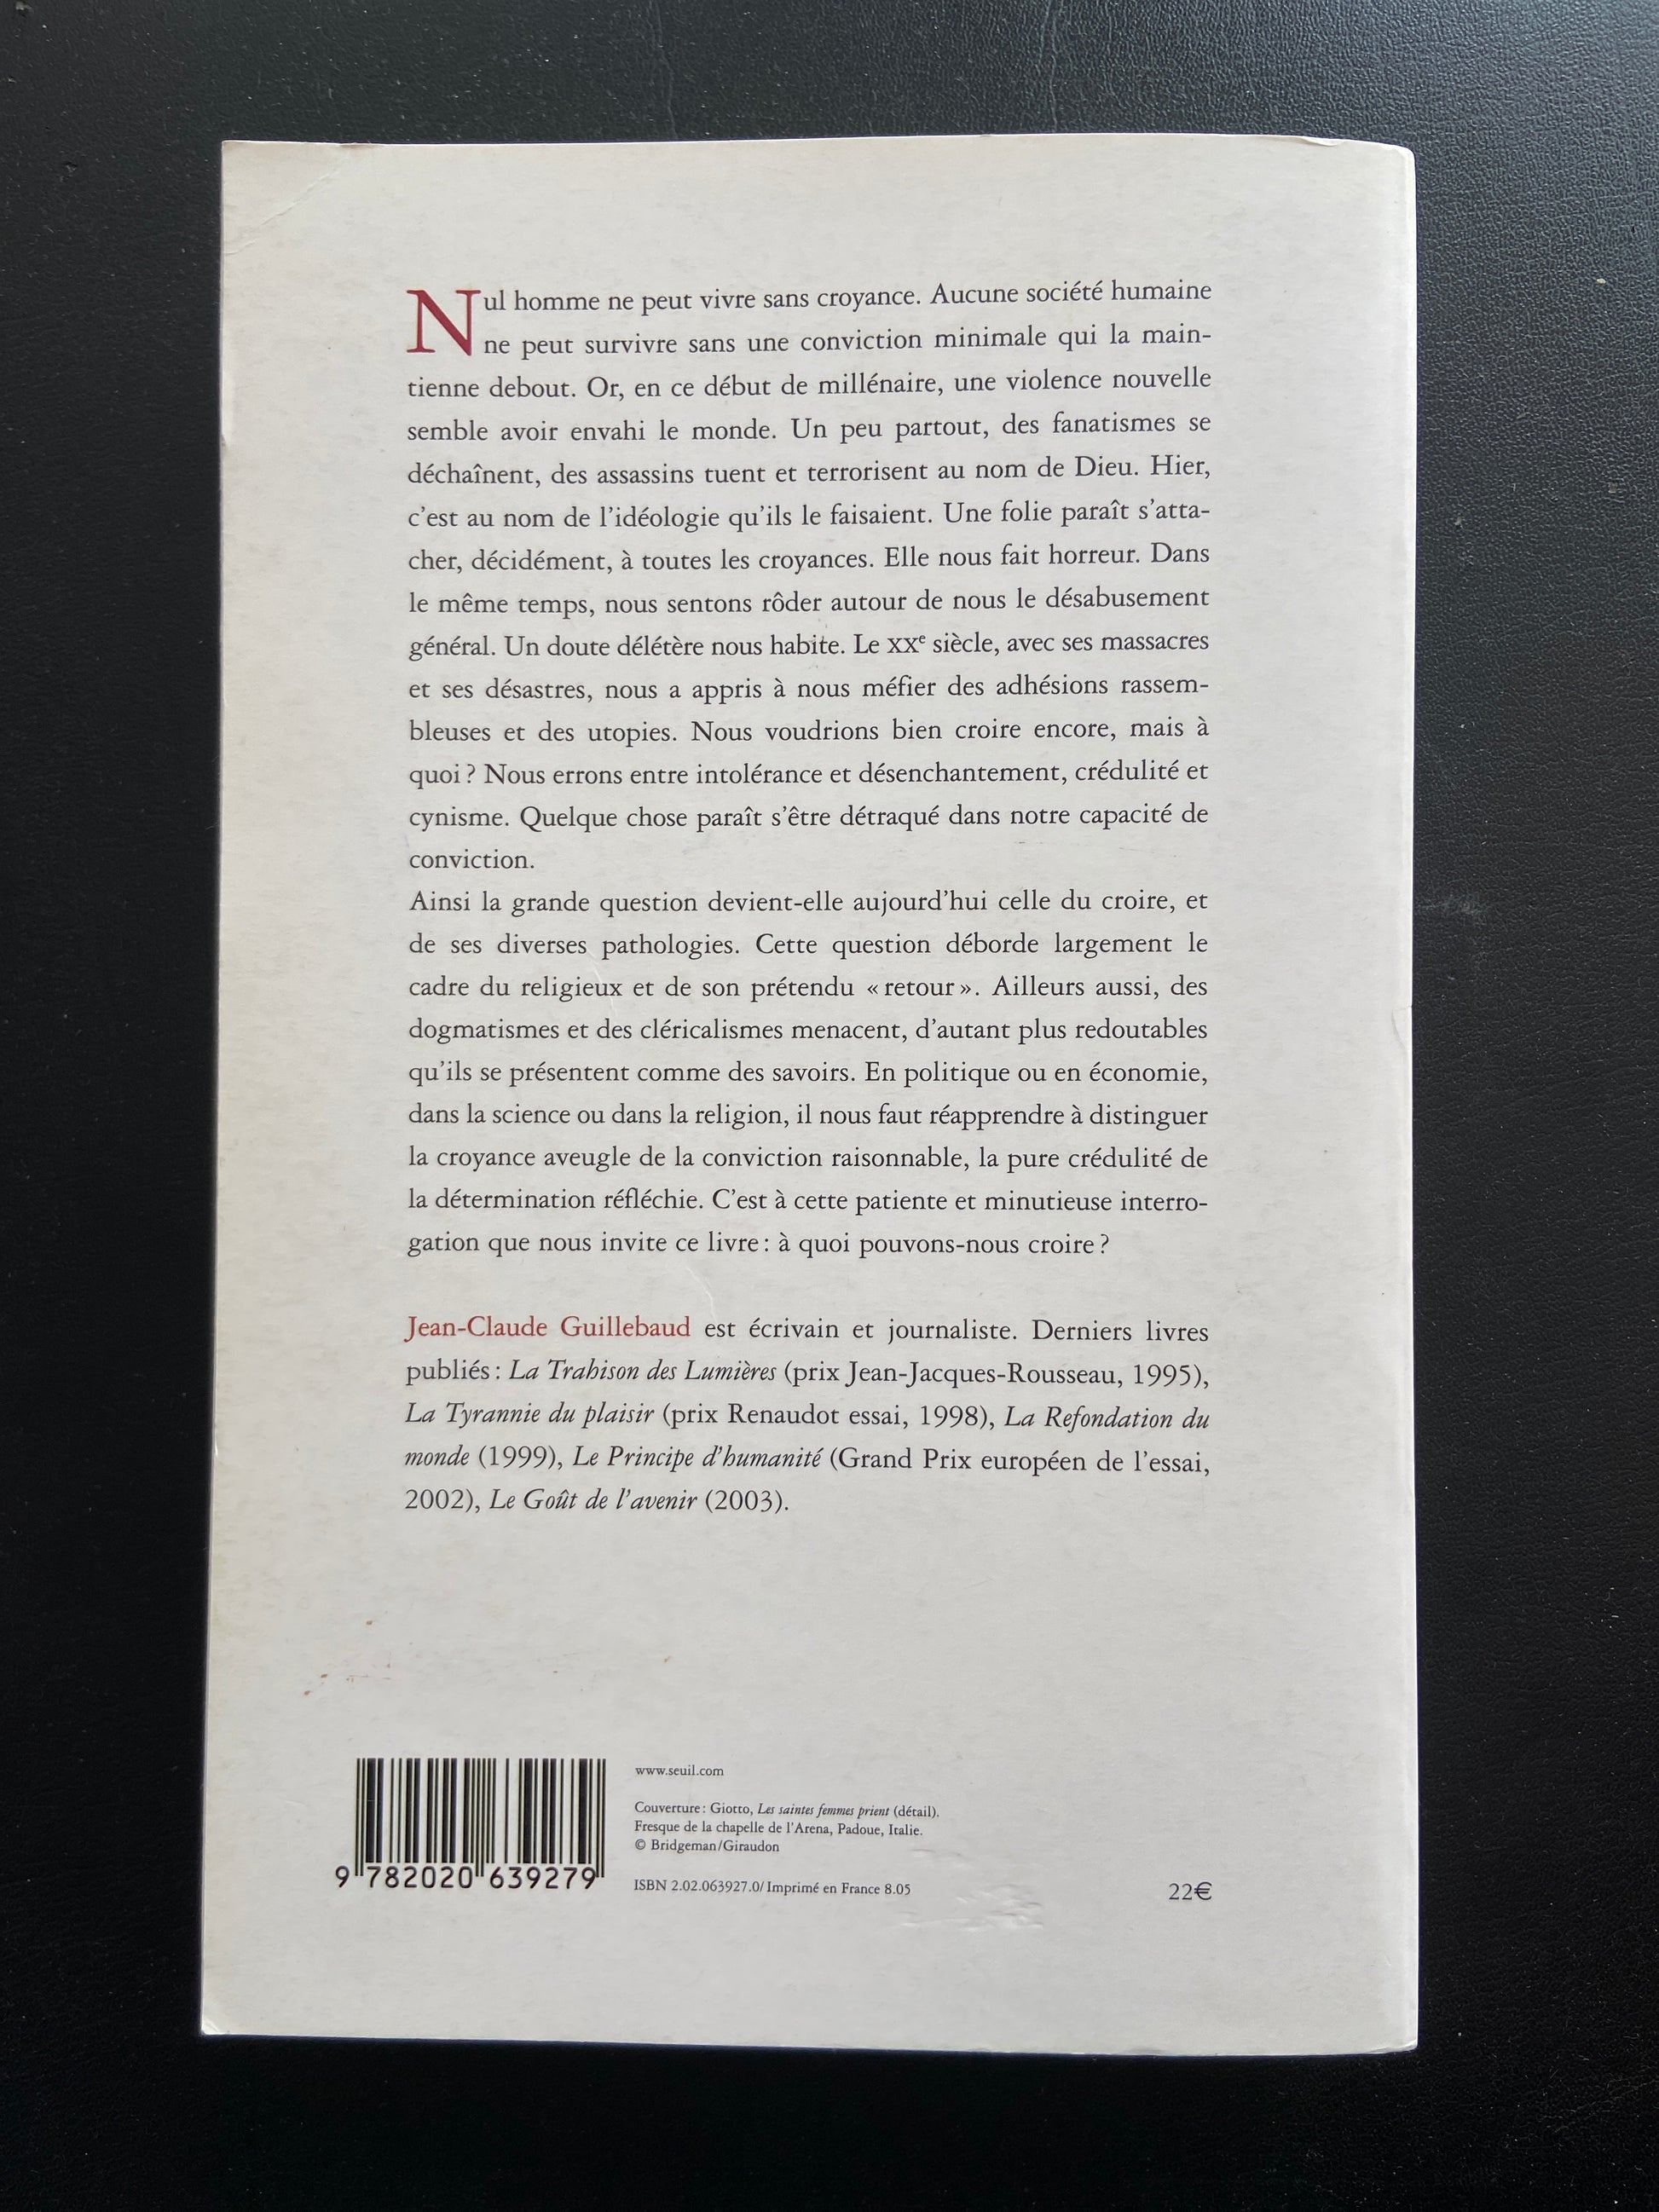 Nul homme ne peut vivre sans croyance. Aucune société humaine
ne peut survivre sans une conviction minimale qui la main-
tienne debout. Or, en ce début de millénaire, une violence nouvelle
semble avoir envahi le monde. Un peu partout, des fanatismes se
déchaînent, des assassins tuent et terrorisent au nom de Dieu. Hier,
c'est au nom de l'idéologie qu'ils le faisaient. Une folie paraît s'atta-
cher, décidément, à toutes les croyances. Elle nous fait horreur. Dans
le même temps, nous sentons rôder autour de nous le désabusement
général. Un doute délétère nous habite. Le XXe siècle, avec ses massacres
et ses désastres, nous a appris à nous méfier des adhésions rassem-
bleuses et des utopies. Nous voudrions bien croire encore, mais à
quoi ? Nous errons entre intolérance et désenchantement, crédulité et
cynisme. Quelque chose paraît s'être détraqué dans notre capacité de
conviction.
Ainsi la grande question devient-elle aujourd'hui celle du croire, et
de ses diverses pathologies. Cette question déborde largement le
cadre du religieux et de son prétendu « retour ». Ailleurs aussi, des
dogmatismes et des cléricalismes menacent, d'autant plus redoutables
qu'ils se présentent comme des savoirs. En politique ou en économie,
dans la science ou dans la religion, il nous faut réapprendre à distinguer
la croyance aveugle de la conviction raisonnable, la pure crédulité de
la détermination réfléchie. C'est à cette patiente et minutieuse interro-
gation que nous invite ce livre : à quoi pouvons-nous croire ?
Jean-Claude Guillebaud est écrivain et journaliste. Derniers livres
publiés : La Trahison des Lumières (prix Jean-Jacques-Rousseau, 1995),
La Tyrannie du plaisir (prix Renaudot essai, 1998), La Refondation du
monde (1999), Le Principe d'humanité (Grand Prix européen de l'essai,
2002), Le Goût de l'avenir (2003).
www.seuil.com
Couverture : Giotto, Les saintes femmes prient (détail).
Fresque de la chapelle de l'Arena, Padoue, Italie.
© Bridgeman/Giraudon
9 782020 639279
ISBN 2.02.063927.0/ Imprimé en France 8.05
22€